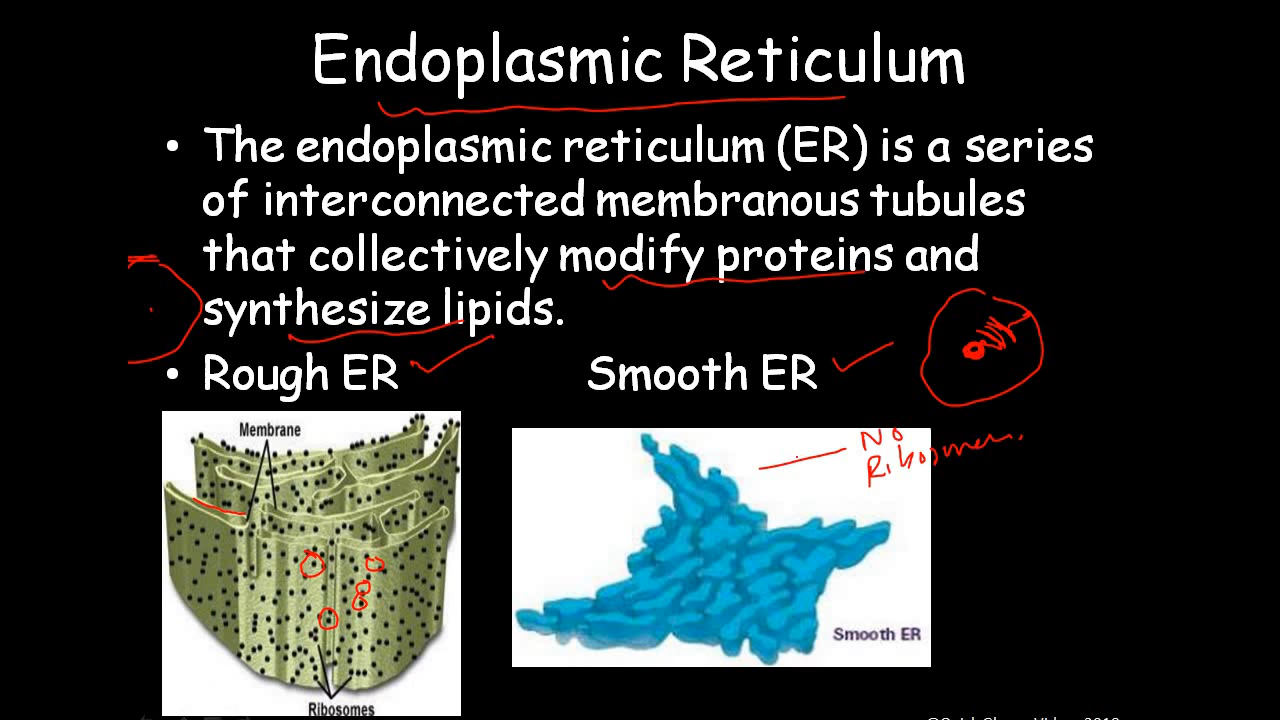 Endoplasmic Reticulum
• The endoplasmic reticulum (ER) is a series
of interconnected membranous tubules
that collectively modify proteins and
synthesize lipids.
• Rough ER Smooth ER
Membrane
No
Ribosomes.
Smooth ER
Ribosomes